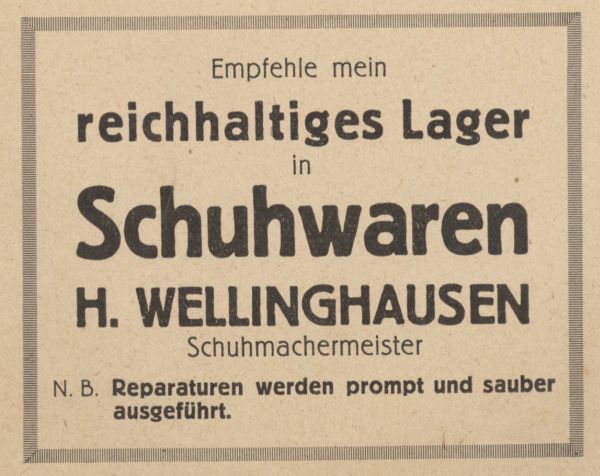 Empfehle mein
reichhaltiges Lager
in
Schuhwaren
H. WELLINGHAUSEN
Schuhmachermeister
N. B. Reparaturen werden prompt und sauber
ausgeführt.